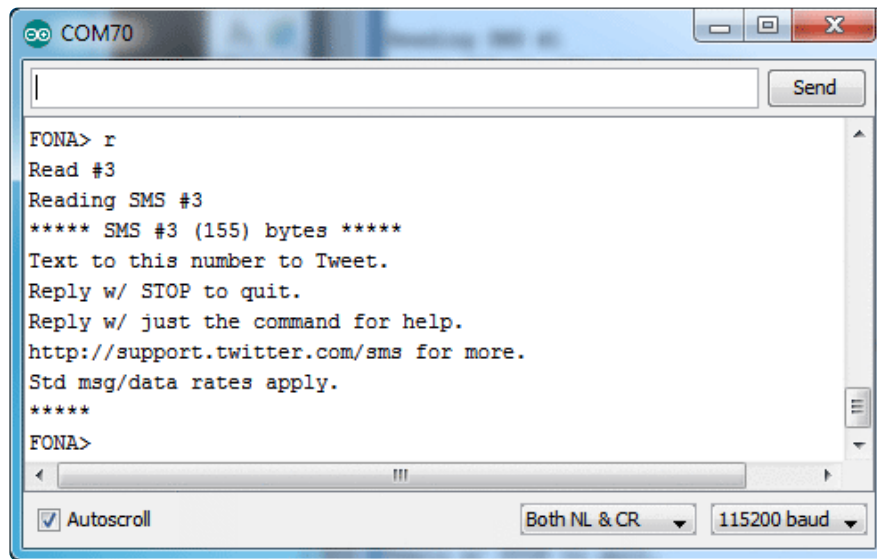 COM70
Send
FONA> r
Read #3
Reading SMS #3
***** SMS #3 (155) bytes *****
Text to this number to Tweet.
Reply w/ STOP to quit.
Reply w/ just the command for help.
http://support.twitter.com/sms for more.
Std msg/data rates apply.
*****
FONA>
Autoscroll
Both NL & CR
115200 baud